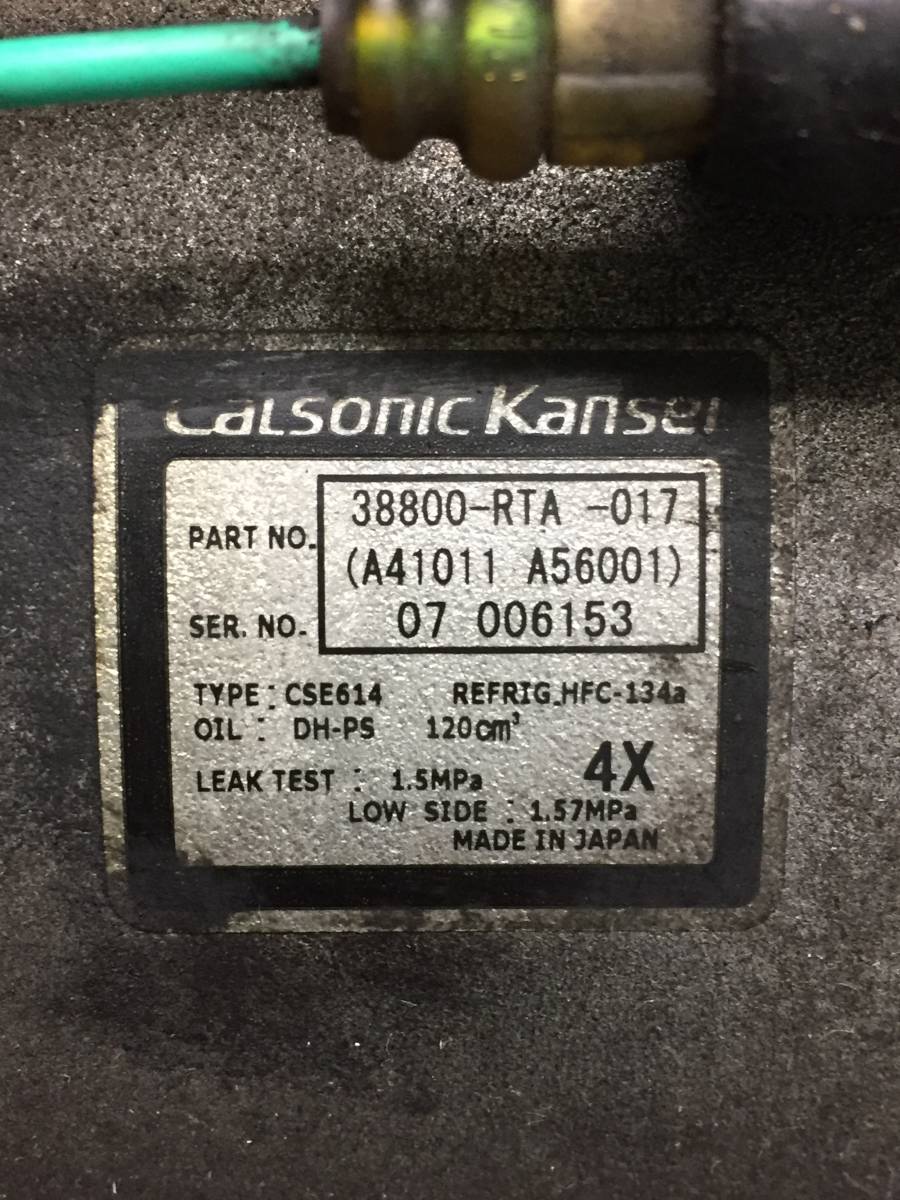 Calsonic Kansei
PART NO. 38800-RTA -017
(A41011 A56001)
SER. NO. 07 006153
TYPE : CSE614 REFRIG.HFC-134a
OIL : DH-PS 120cm³
LEAK TEST : 1.5MPa 4X
LOW SIDE : 1.57MPa
MADE IN JAPAN